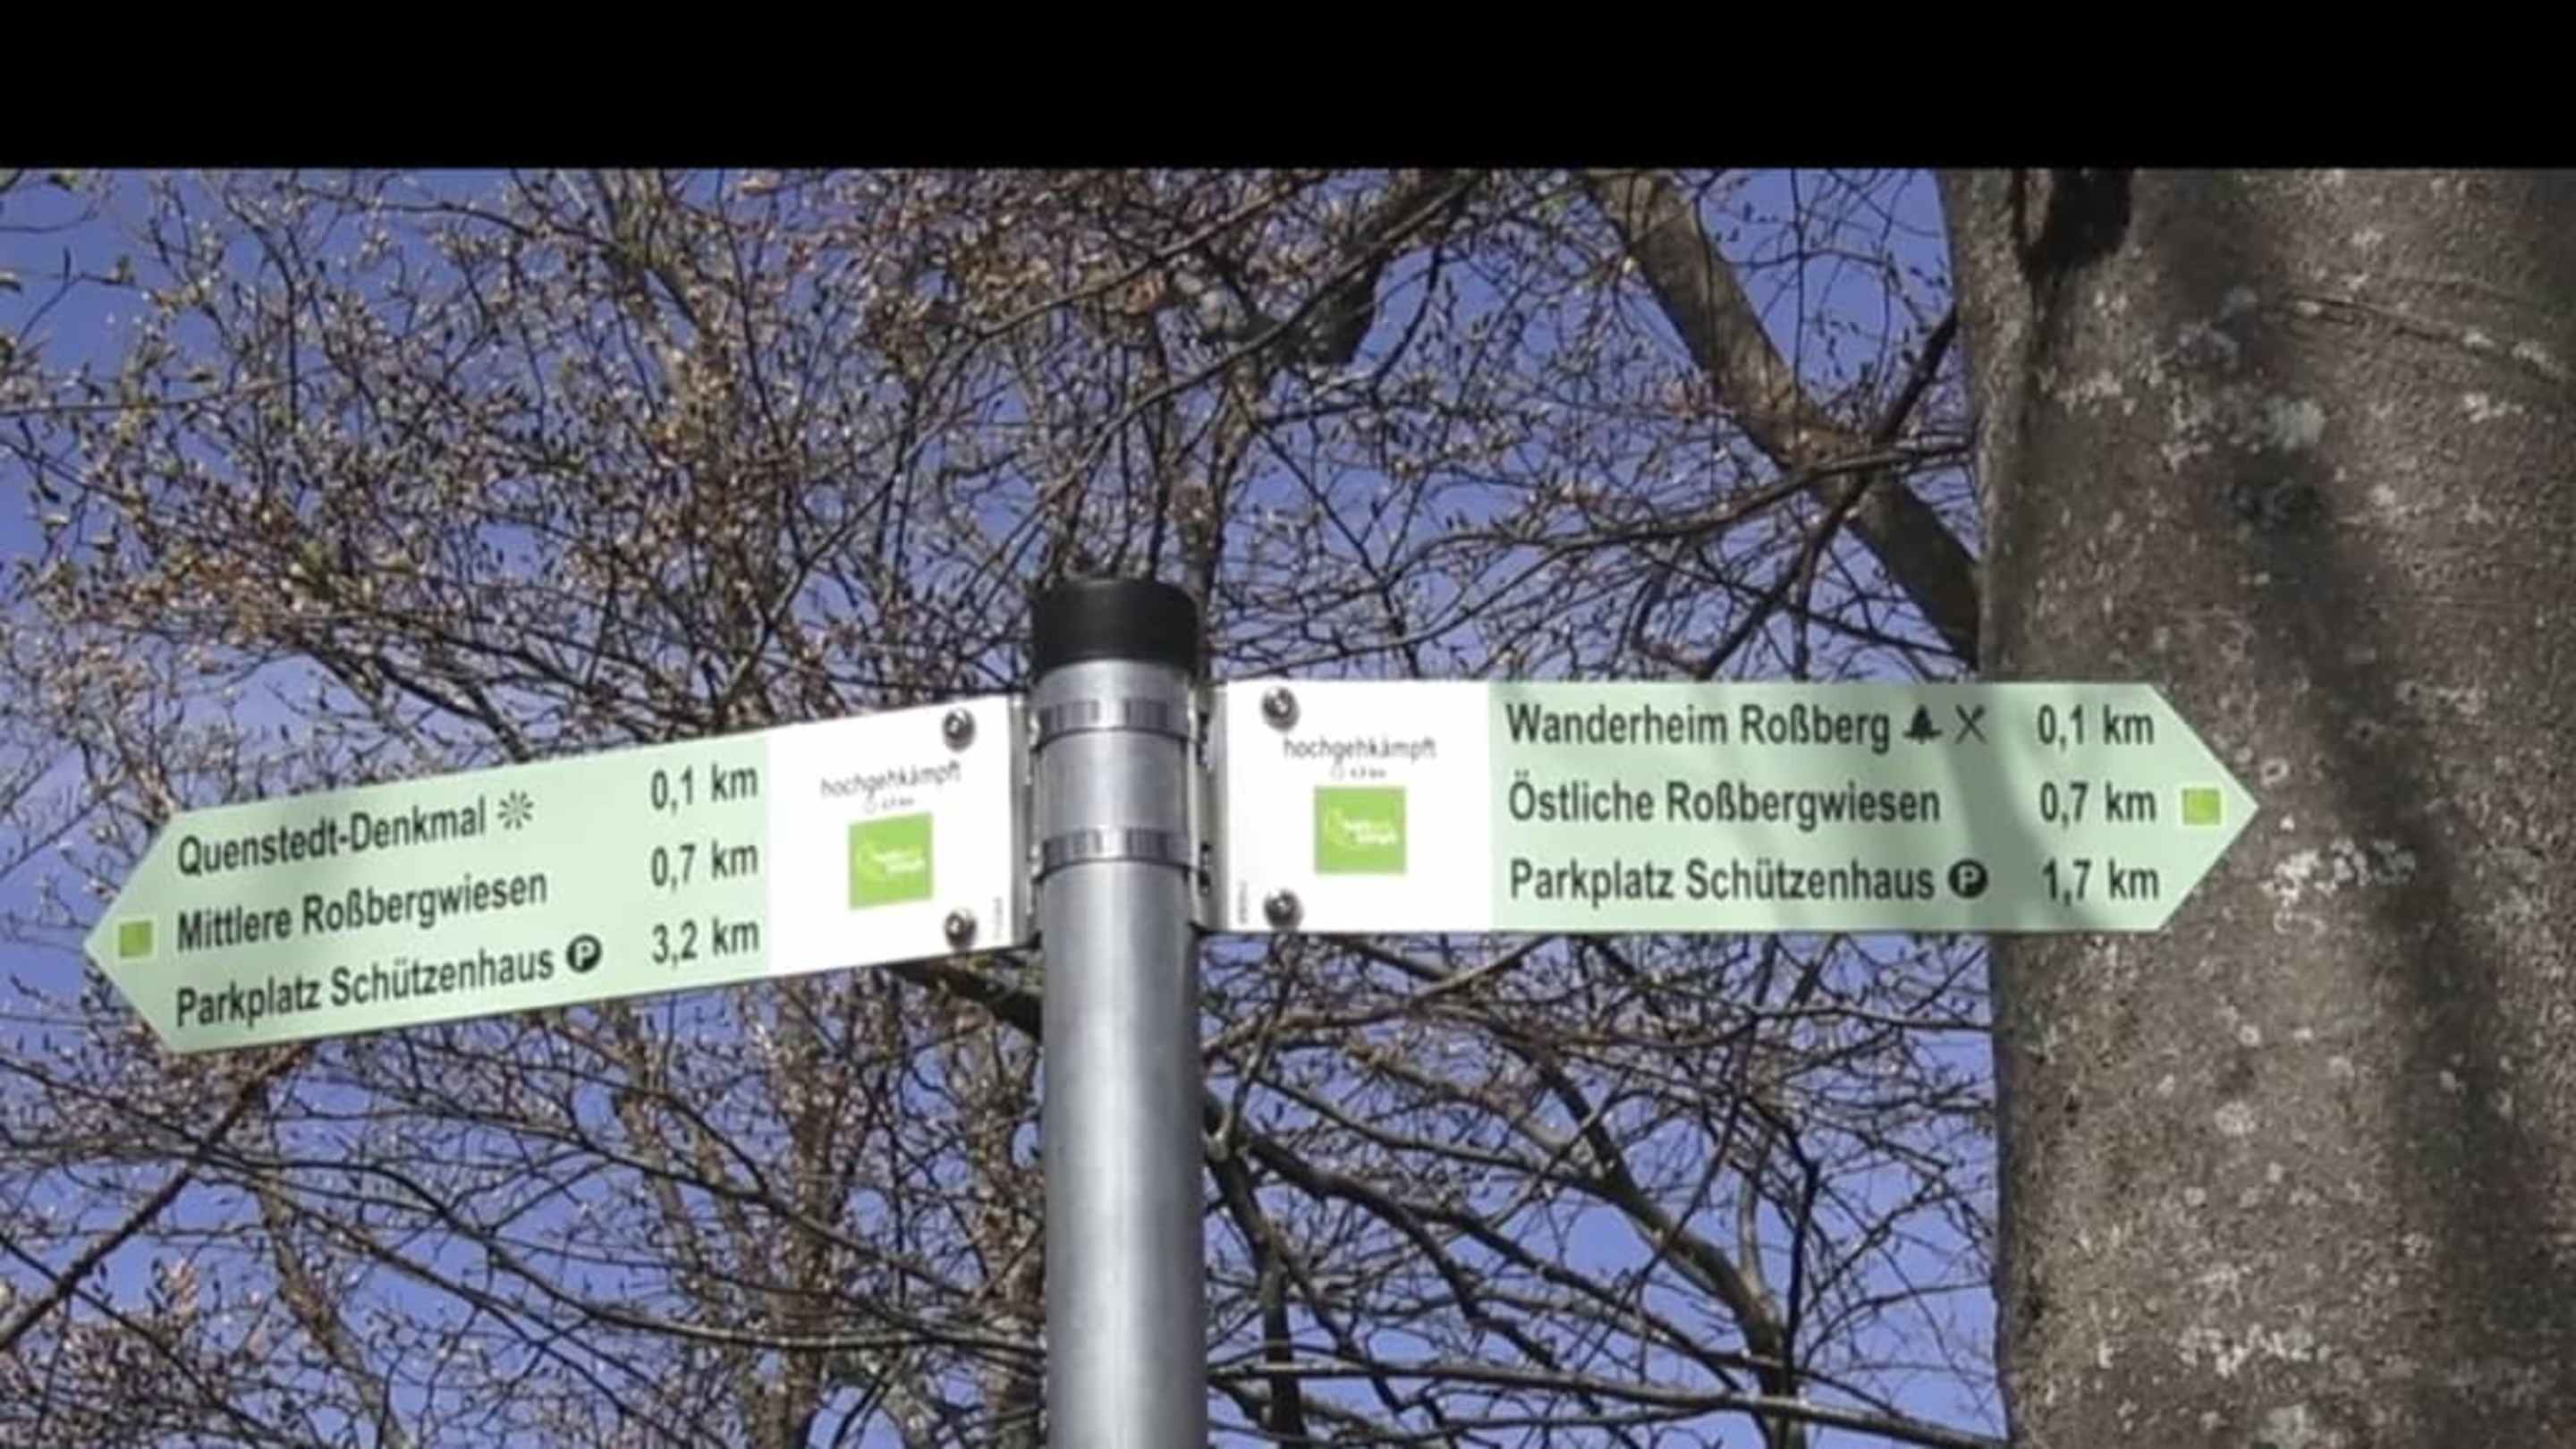 Quenstedt-Denkmal 0,1 km
Mittlere Roßbergwiesen 0,7 km
Parkplatz Schützenhaus P 3,2 km
hochgehkämpft
hochgehkämpft
Wanderheim Roßberg 0,1 km
Östliche Roßbergwiesen 0,7 km
Parkplatz Schützenhaus P 1,7 km